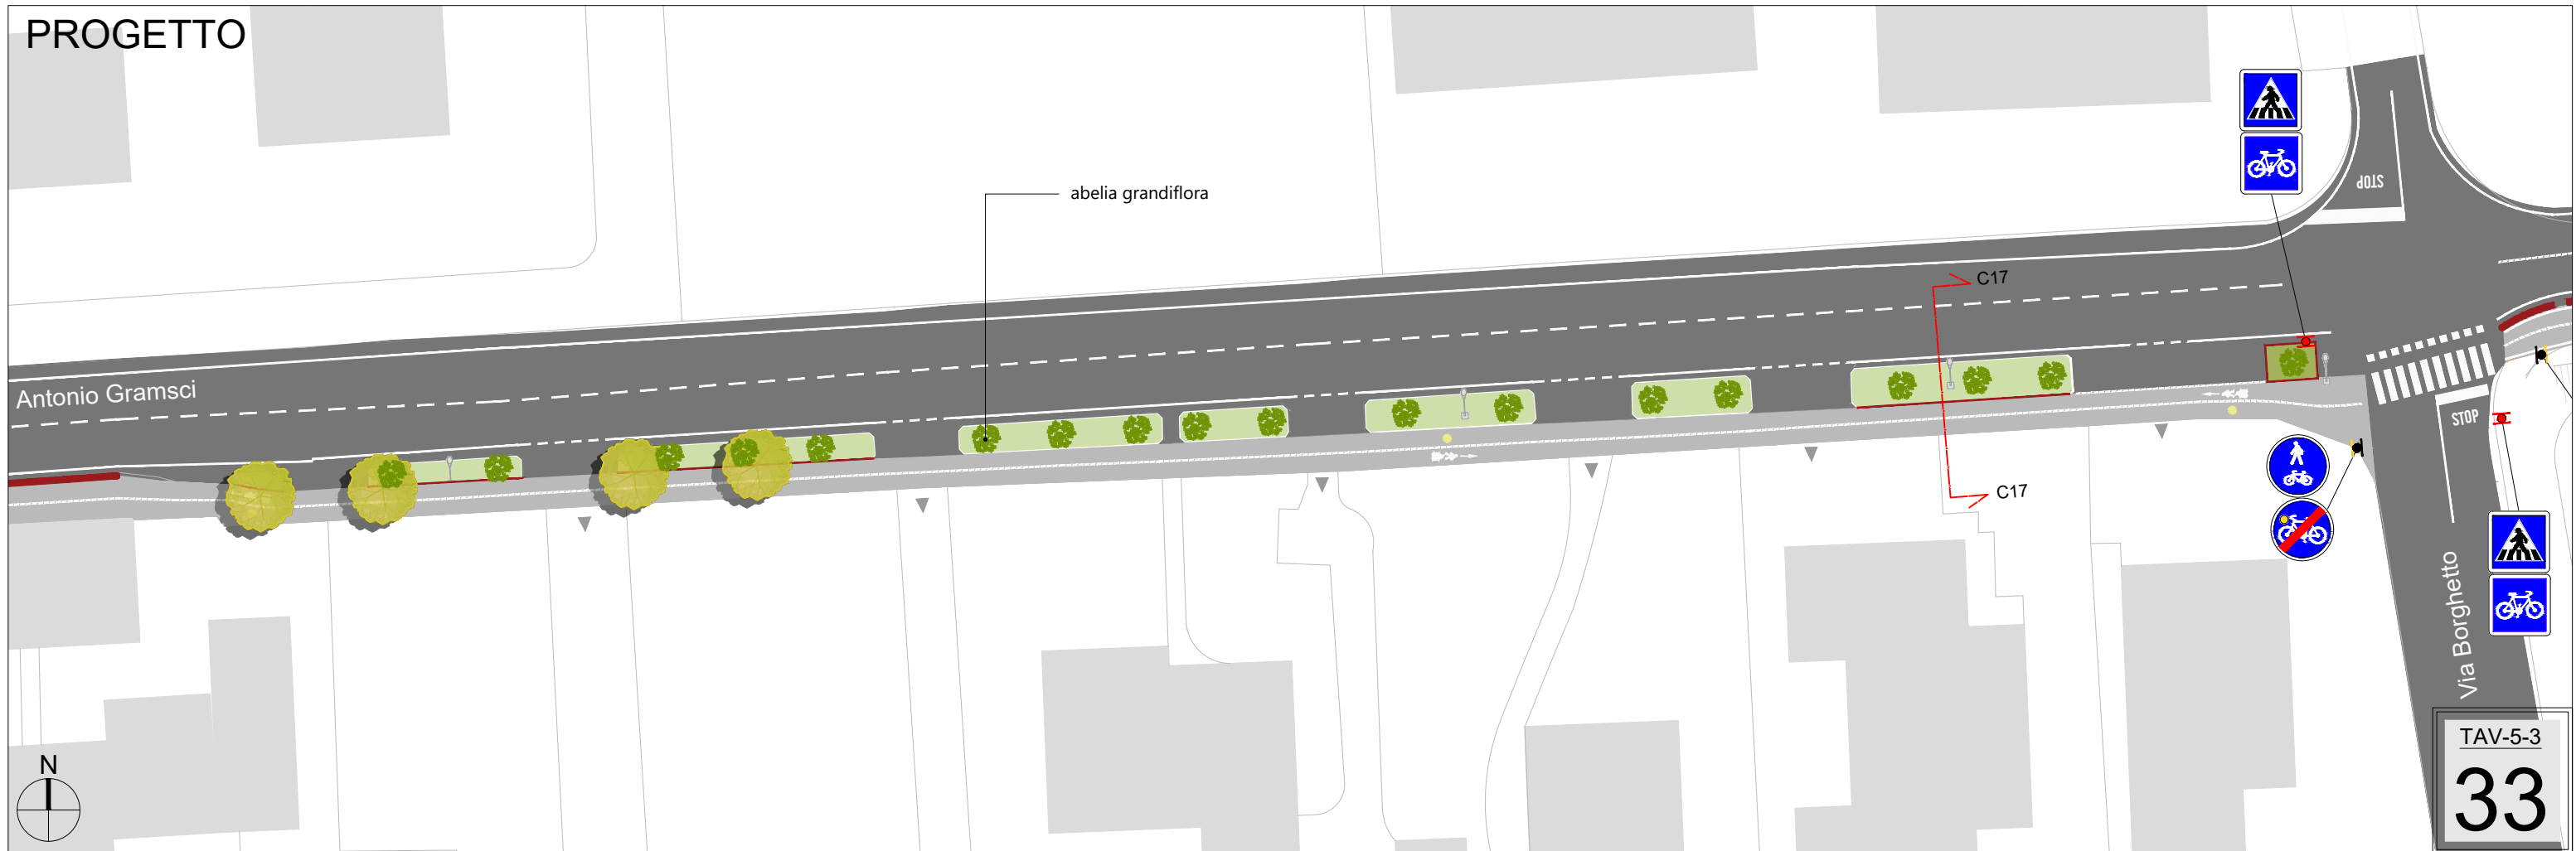 PROGETTO
abelia grandiflora
STOP
C17
Antonio Gramsci
STOP
C17
Via Borghetto
TAV-5-3
33
N